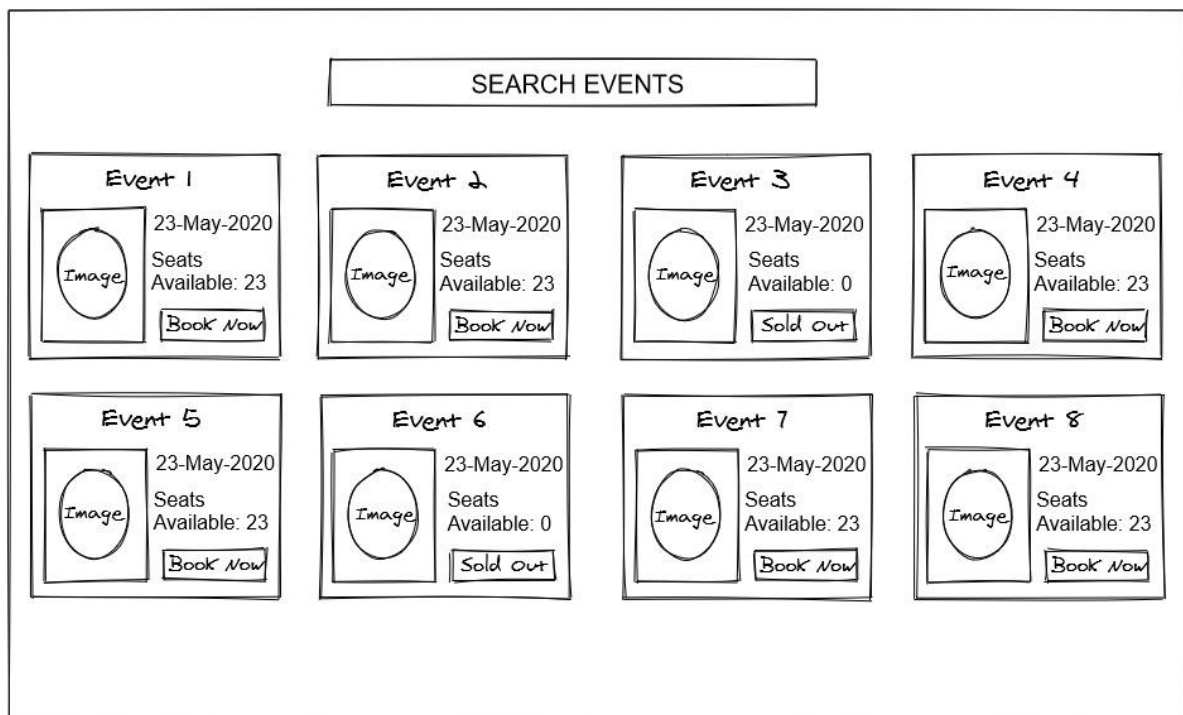 SEARCH EVENTS
Event 1
Image
23-May-2020
Seats
Available: 23
Book Now
Event 2
Image
23-May-2020
Seats
Available: 23
Book Now
Event 3
Image
23-May-2020
Seats
Available: 0
Sold Out
Event 4
Image
23-May-2020
Seats
Available: 23
Book Now
Event 5
Image
23-May-2020
Seats
Available: 23
Book Now
Event 6
Image
23-May-2020
Seats
Available: 0
Sold Out
Event 7
Image
23-May-2020
Seats
Available: 23
Book Now
Event 8
Image
23-May-2020
Seats
Available: 23
Book Now